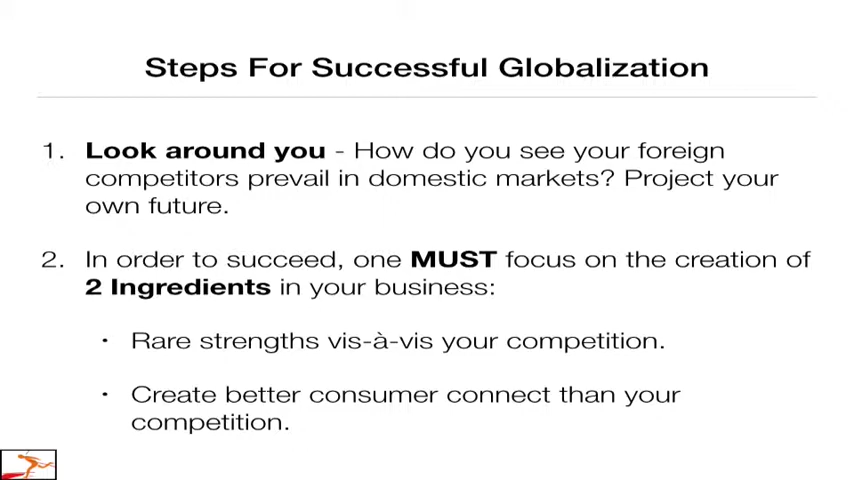 Steps For Successful Globalization
1. Look around you - How do you see your foreign
competitors prevail in domestic markets? Project your
own future.
2. In order to succeed, one MUST focus on the creation of
2 Ingredients in your business:
• Rare strengths vis-à-vis your competition.
• Create better consumer connect than your
competition.